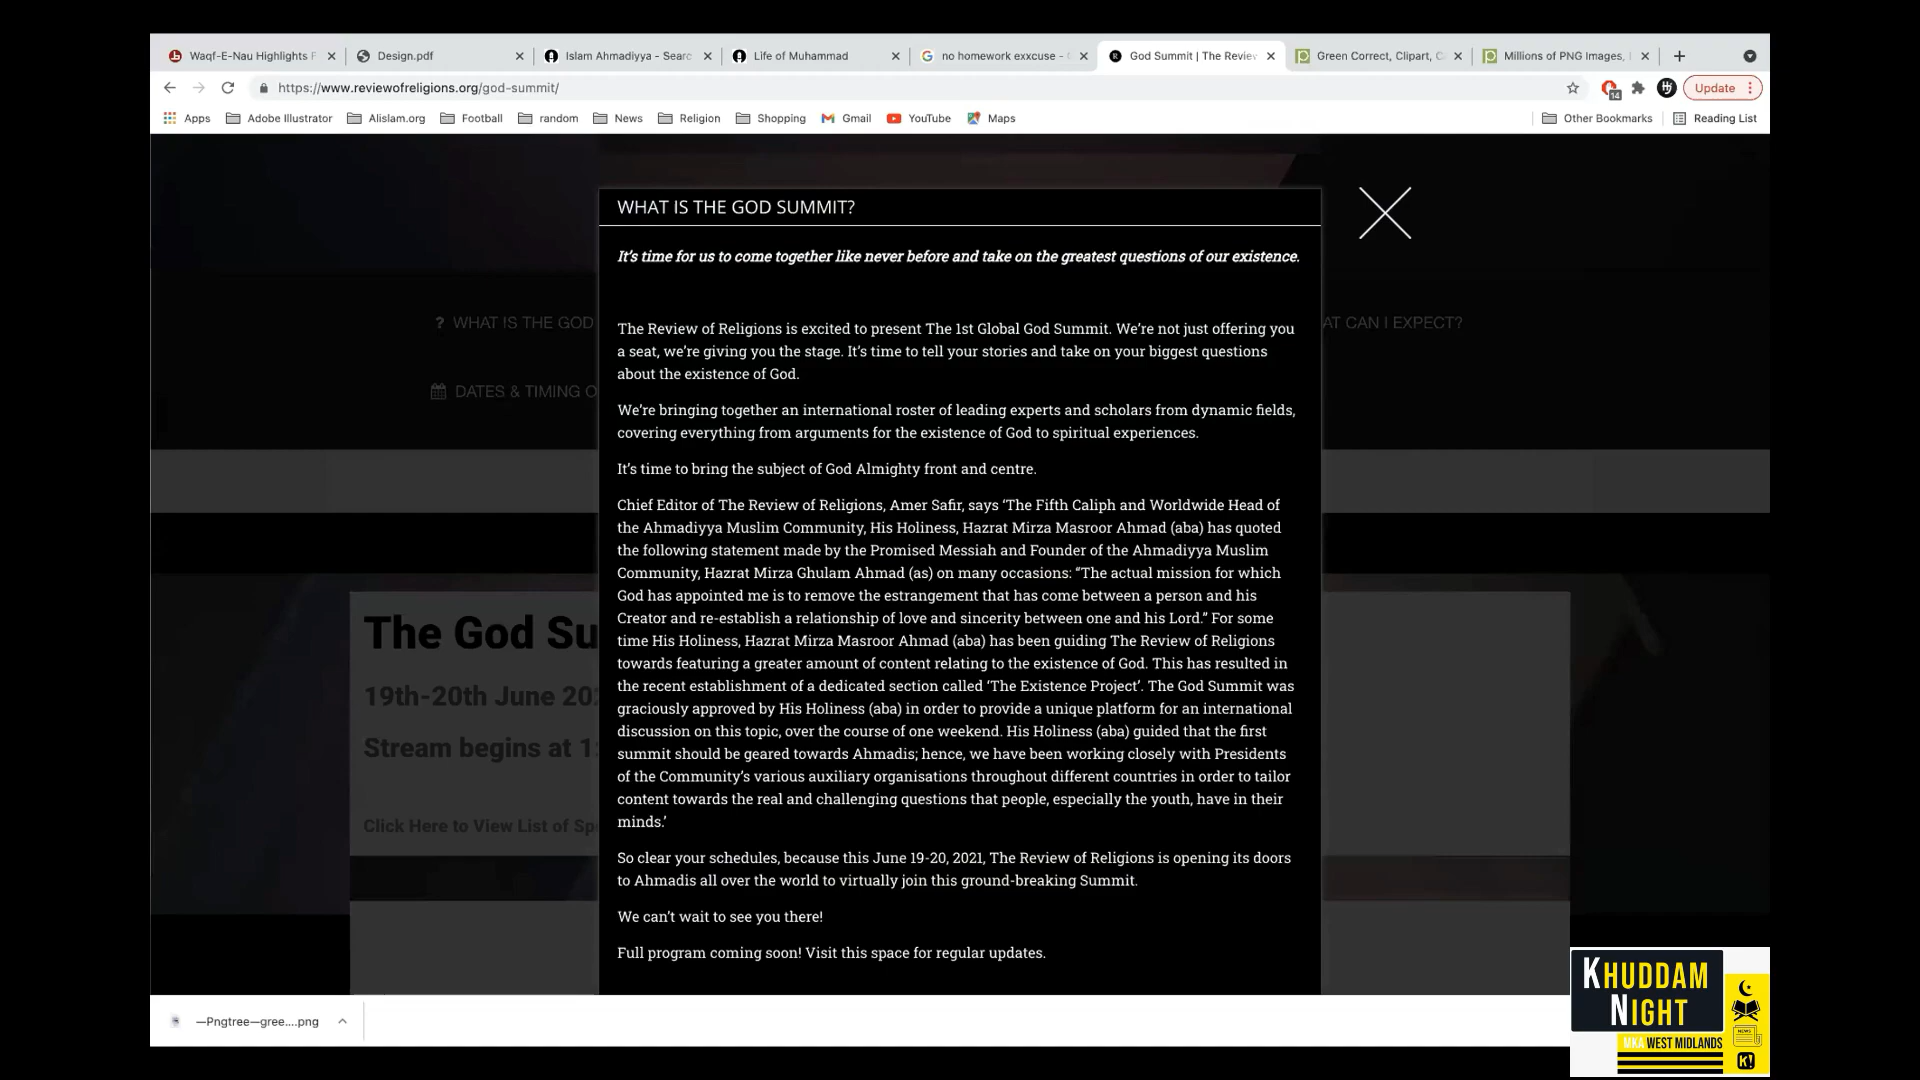 Waqf-E-Nau Highlights F
Design.pdf
Islam Ahmadiyya - Searc
Life of Muhammad
no homework exxcuse -
God Summit | The Review
Green Correct, Clipart, C
Millions of PNG Images,
https://www.reviewofreligions.org/god-summit/
14
Update
Apps
Adobe Illustrator
Alislam.org
Football
random
News
Religion
Shopping
Gmail
YouTube
Maps
Other Bookmarks
Reading List
WHAT IS THE GOD SUMMIT?
It’s time for us to come together like never before and take on the greatest questions of our existence.
? WHAT IS THE GOD
AT CAN I EXPECT?
DATES & TIMING O
The Review of Religions is excited to present The 1st Global God Summit. We’re not just offering you
a seat, we’re giving you the stage. It’s time to tell your stories and take on your biggest questions
about the existence of God.
We’re bringing together an international roster of leading experts and scholars from dynamic fields,
covering everything from arguments for the existence of God to spiritual experiences.
It’s time to bring the subject of God Almighty front and centre.
Chief Editor of The Review of Religions, Amer Safir, says ‘The Fifth Caliph and Worldwide Head of
the Ahmadiyya Muslim Community, His Holiness, Hazrat Mirza Masroor Ahmad (aba) has quoted
the following statement made by the Promised Messiah and Founder of the Ahmadiyya Muslim
Community, Hazrat Mirza Ghulam Ahmad (as) on many occasions: “The actual mission for which
God has appointed me is to remove the estrangement that has come between a person and his
Creator and re-establish a relationship of love and sincerity between one and his Lord.” For some
time His Holiness, Hazrat Mirza Masroor Ahmad (aba) has been guiding The Review of Religions
towards featuring a greater amount of content relating to the existence of God. This has resulted in
the recent establishment of a dedicated section called ‘The Existence Project’. The God Summit was
graciously approved by His Holiness (aba) in order to provide a unique platform for an international
discussion on this topic, over the course of one weekend. His Holiness (aba) guided that the first
summit should be geared towards Ahmadis; hence, we have been working closely with Presidents
of the Community’s various auxiliary organisations throughout different countries in order to tailor
content towards the real and challenging questions that people, especially the youth, have in their
minds.’
So clear your schedules, because this June 19-20, 2021, The Review of Religions is opening its doors
to Ahmadis all over the world to virtually join this ground-breaking Summit.
We can’t wait to see you there!
Full program coming soon! Visit this space for regular updates.
The God Su
19th-20th June 20
Stream begins at 1
Click Here to View List of Sp
—Pngtree—gree....png
KHUDDAM
NIGHT
MKA WEST MIDLANDS
NEWS
K!